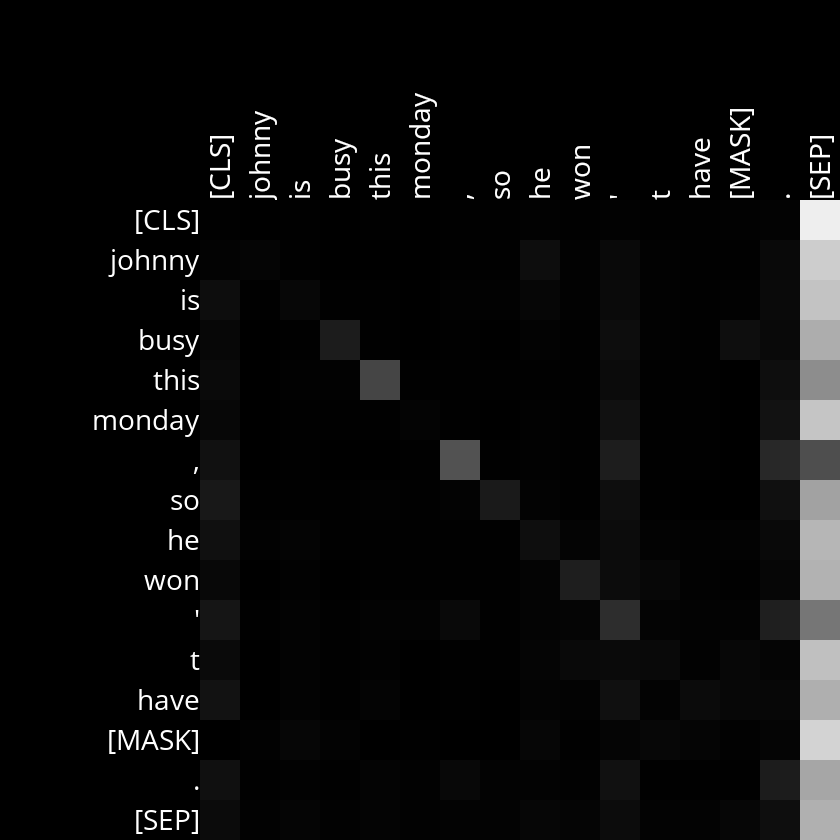 [CLS] johnny is busy this monday , so he won ' t have [MASK] . [SEP]
[CLS]
johnny
is
busy
this
monday
,
so
he
won
'
t
have
[MASK]
.
[SEP]